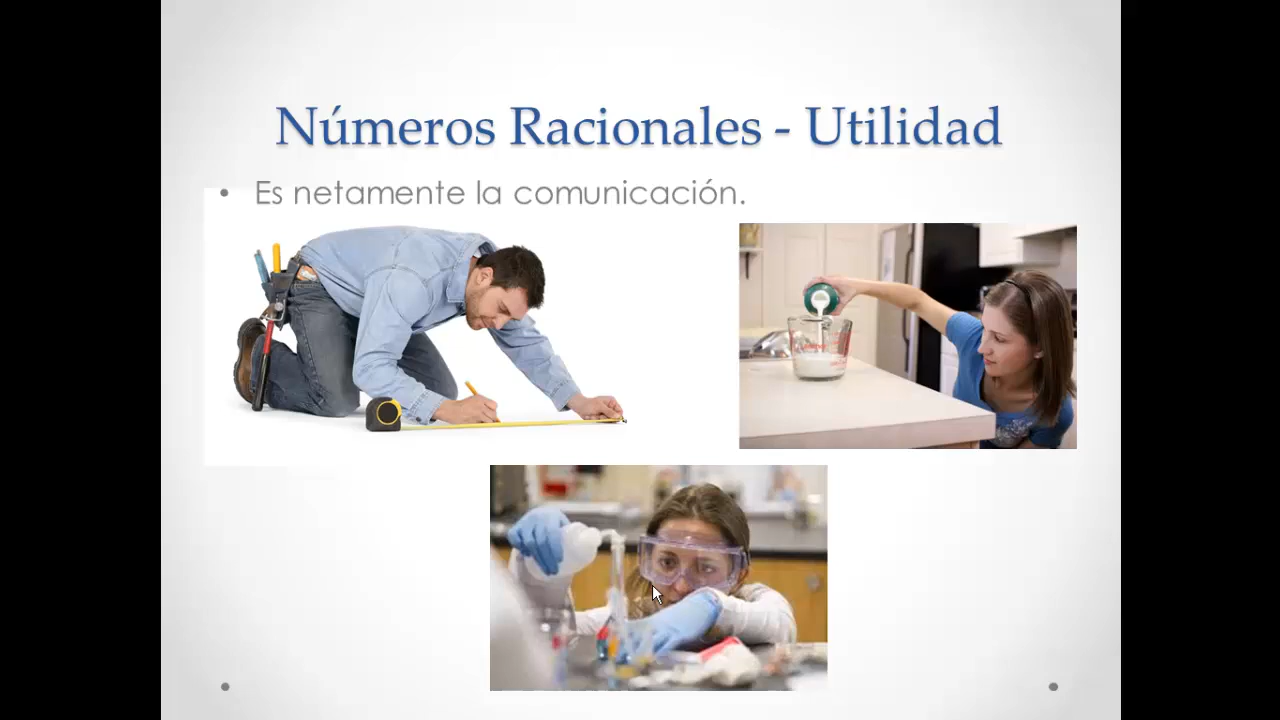 Números Racionales - Utilidad
• Es netamente la comunicación.